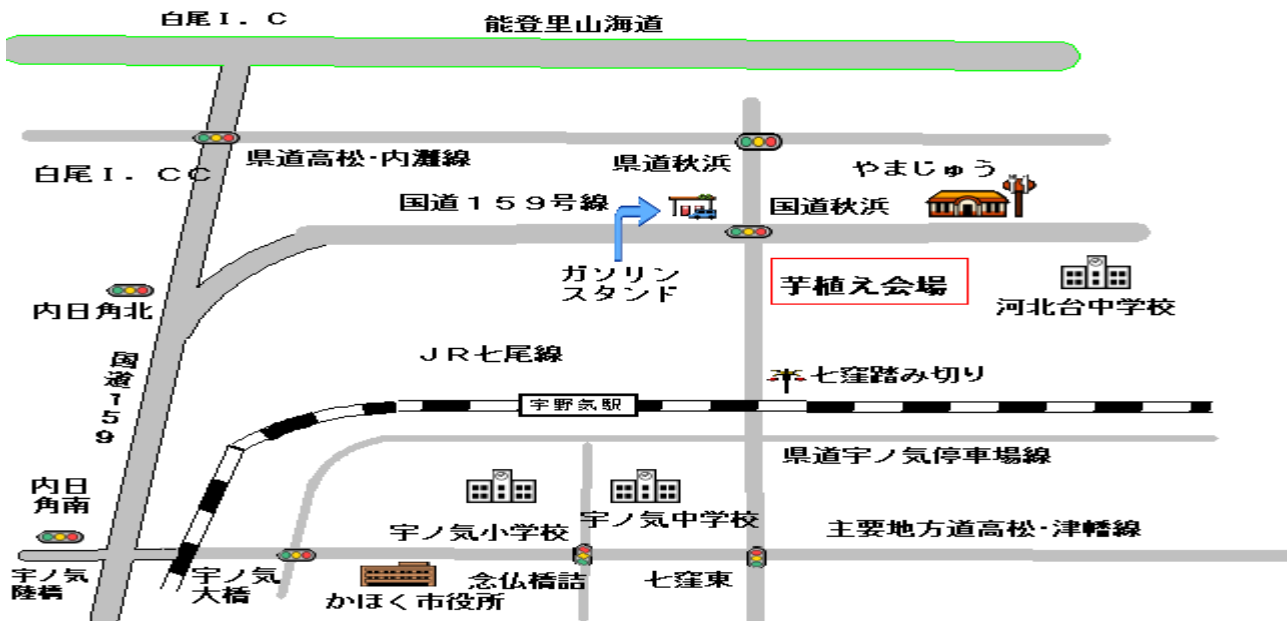 白尾Ｉ．Ｃ
能登里山海道
県道高松･内灘線
県道秋浜
やまじゅう
白尾Ｉ．ＣＣ
国道１５９号線
国道秋浜
ガソリン
スタンド
芋植え会場
河北台中学校
内日角北
国道１５９
ＪＲ七尾線
七窪踏み切り
宇野気駅
県道宇ノ気停車場線
内日
角南
宇ノ気小学校
宇ノ気中学校
主要地方道高松･津幡線
宇ノ気
陸橋
宇ノ気
大橋
かほく市役所
念仏橋詰
七窪東